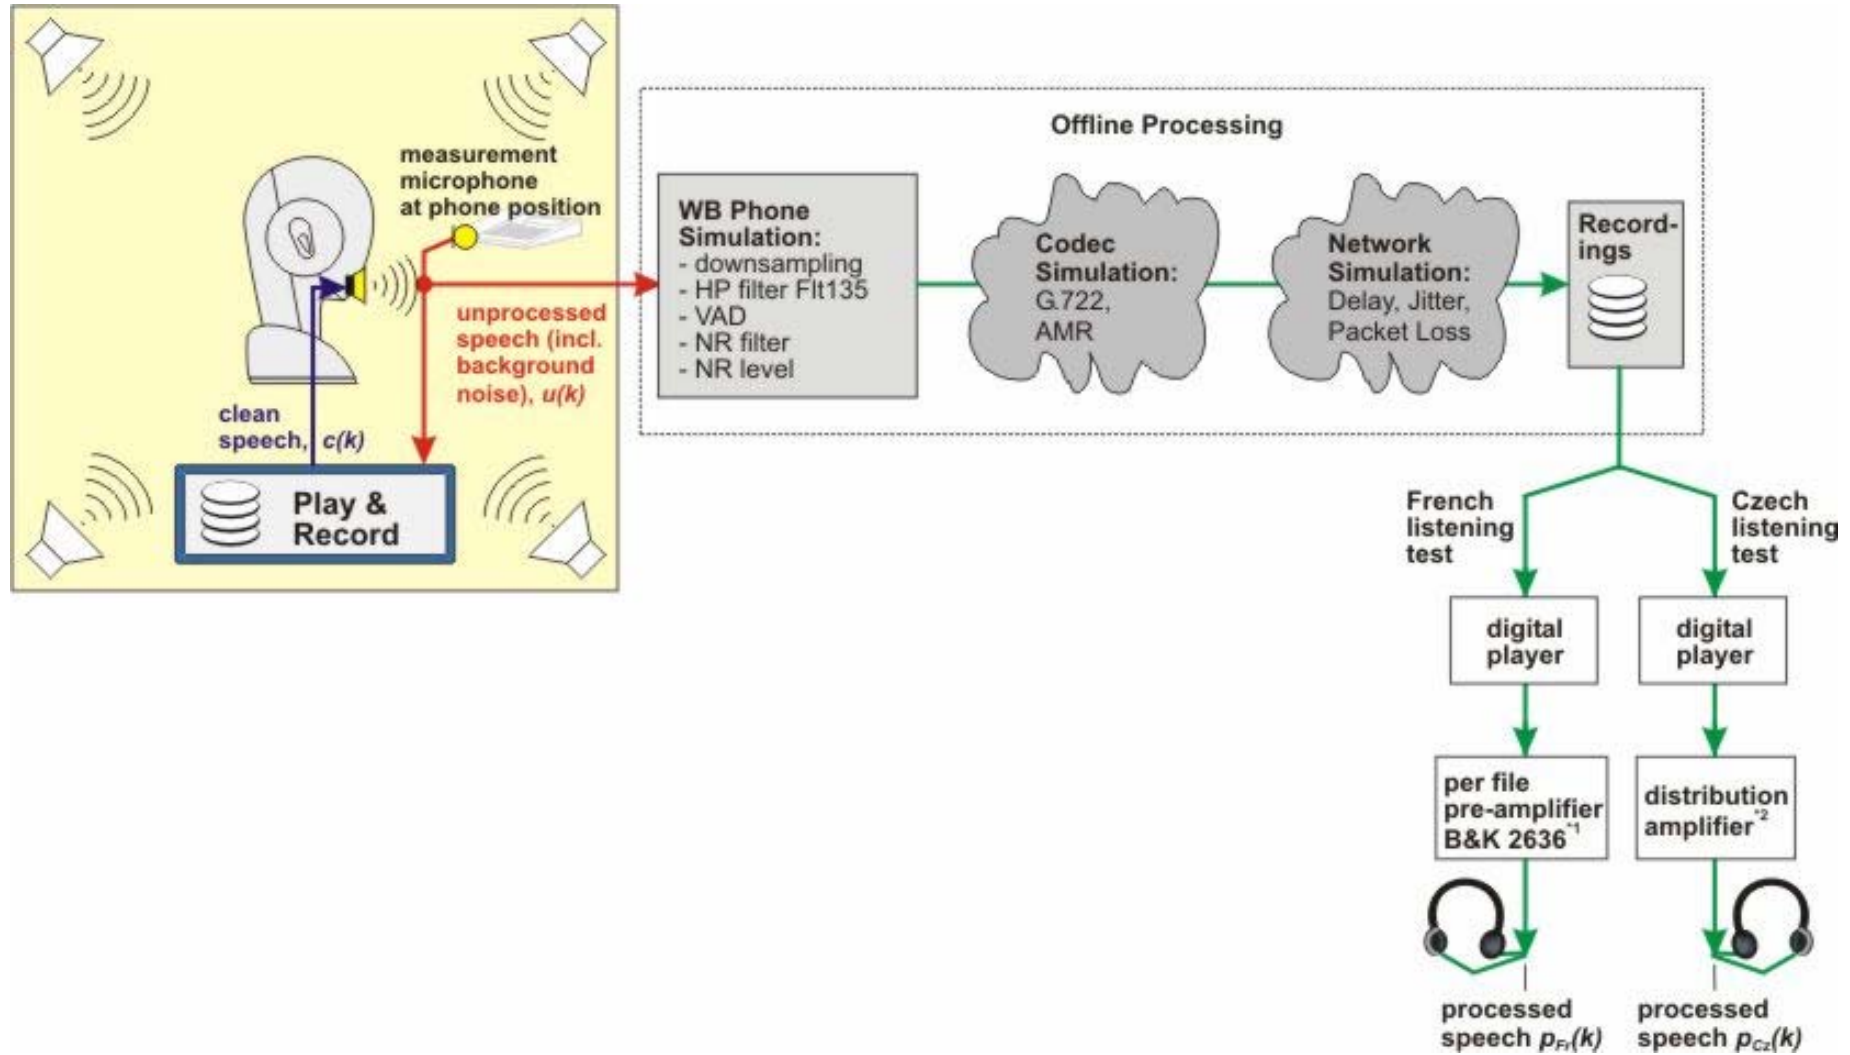 measurement
microphone
at phone position
unprocessed
speech (incl.
background
noise), u(k)
clean
speech, c(k)
Play &
Record
Offline Processing
WB Phone
Simulation:
- downsampling
- HP filter Flt135
- VAD
- NR filter
- NR level
Codec
Simulation:
G.722,
AMR
Network
Simulation:
Delay, Jitter,
Packet Loss
Record-
ings
French
listening
test
Czech
listening
test
digital
player
digital
player
per file
pre-amplifier
B&K 2636*1
distribution
amplifier*2
processed
speech pFr(k)
processed
speech pCz(k)